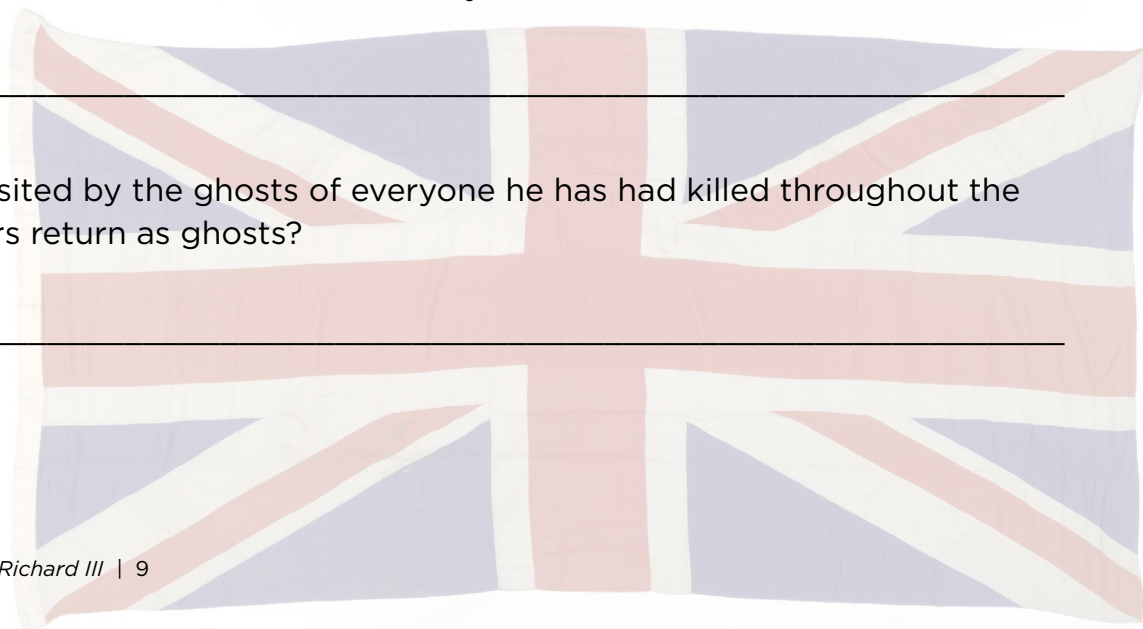 sited by the ghosts of everyone he has had killed throughout the
rs return as ghosts?
Richard III | 9